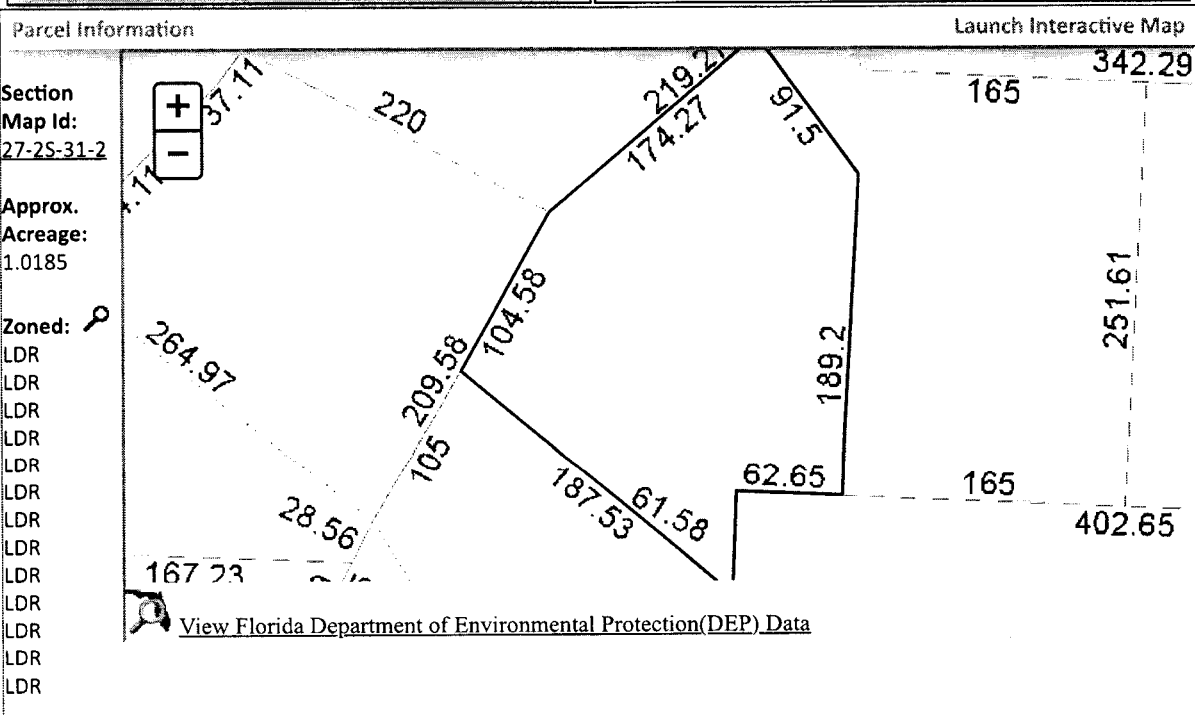 Parcel Information
Launch Interactive Map
Section
Map Id:
27-2S-31-2
Approx.
Acreage:
1.0185
Zoned:
LDR
LDR
LDR
LDR
LDR
LDR
LDR
LDR
LDR
LDR
LDR
LDR
LDR
+
−
37.11
220
219.27
174.27
91.5
165
342.29
104.58
209.58
105
264.97
28.56
167.23
187.53
61.58
62.65
189.2
251.61
165
402.65
View Florida Department of Environmental Protection(DEP) Data